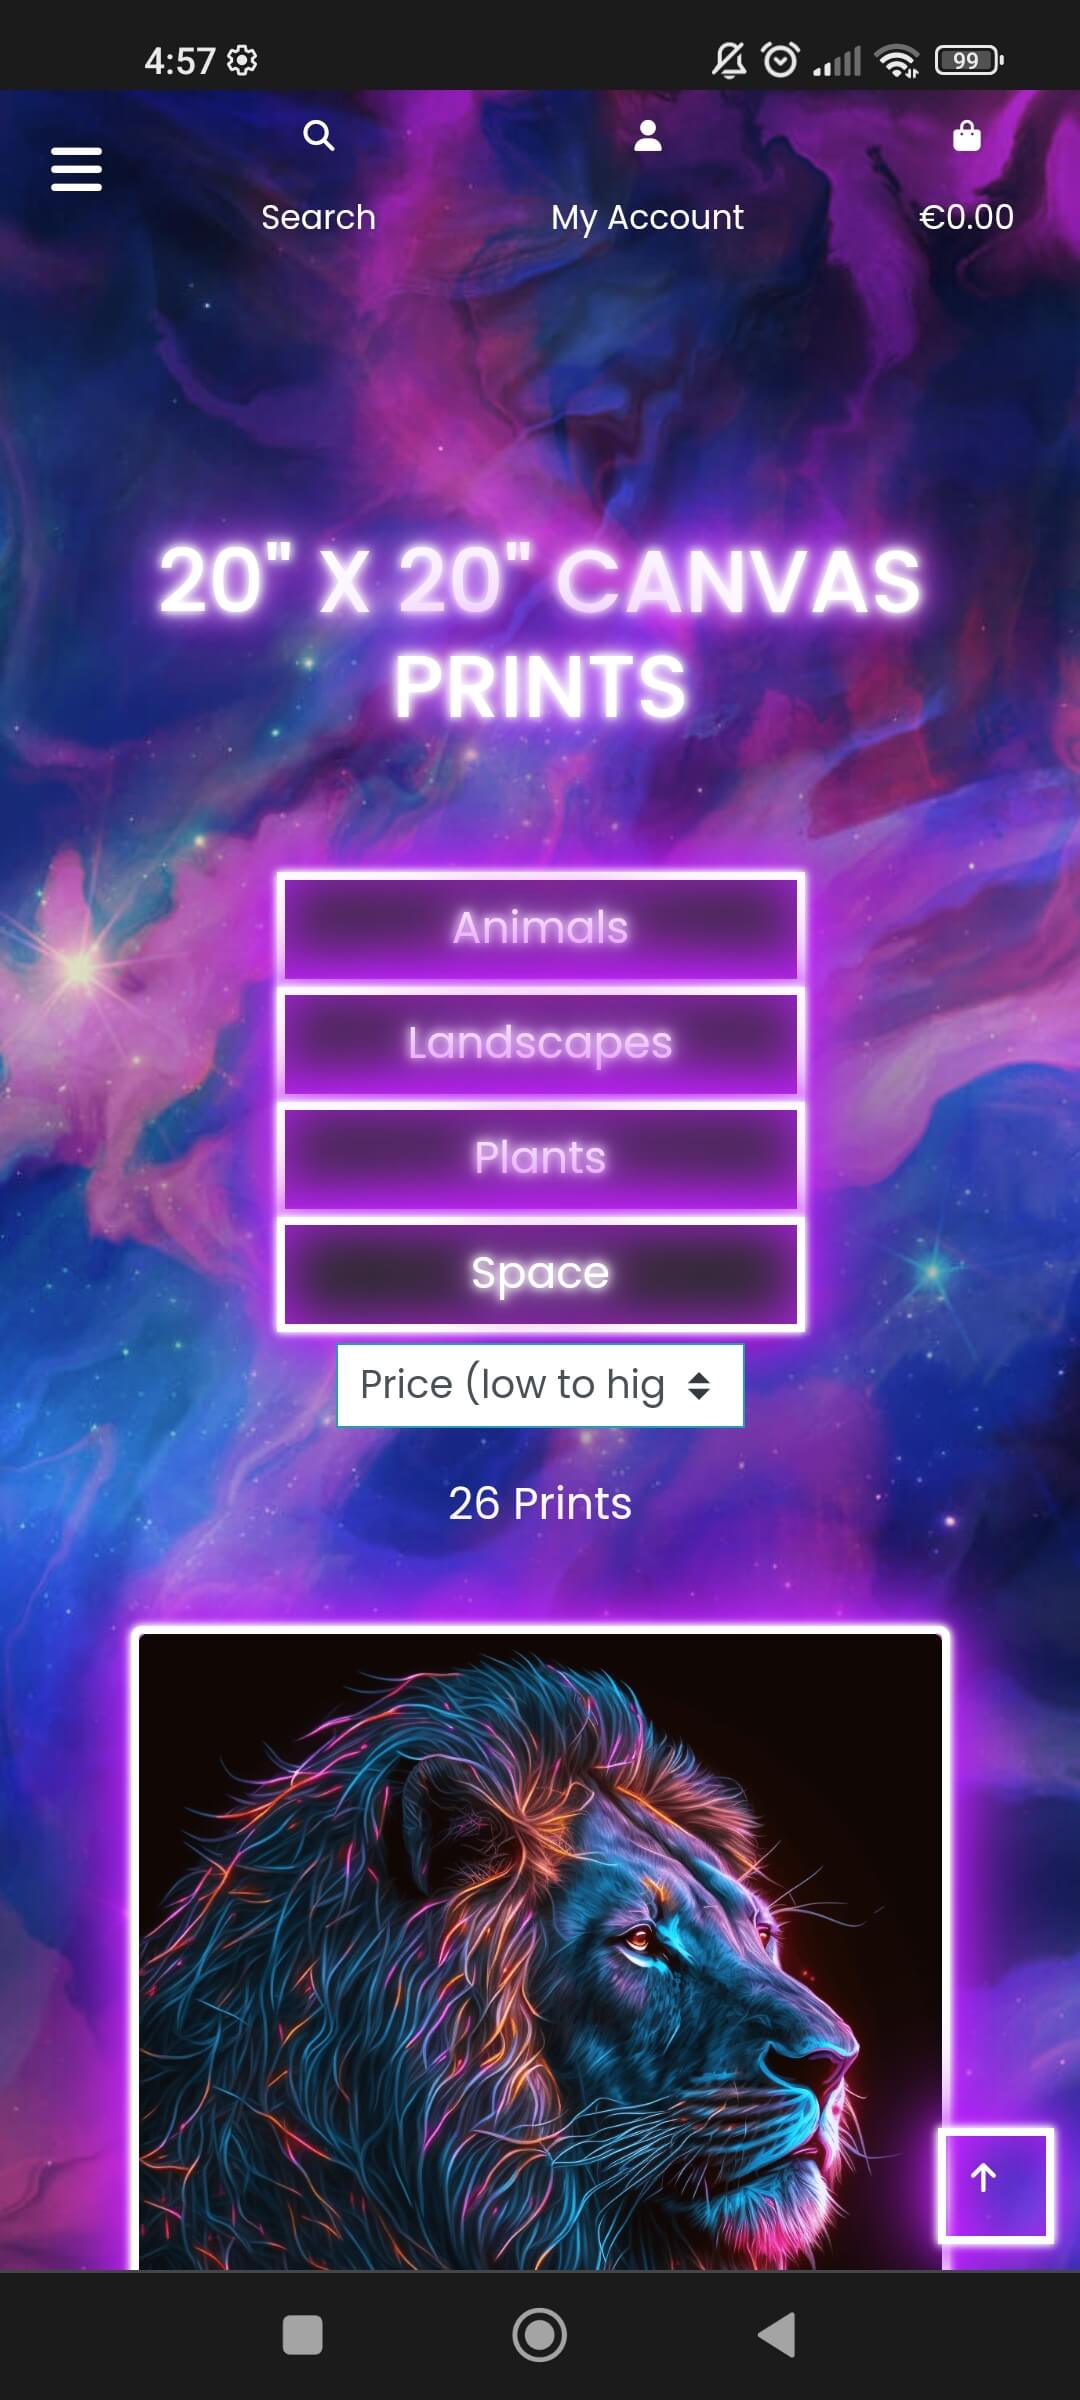 4:57
99
Search
My Account
€0.00
20" X 20" CANVAS
PRINTS
Animals
Landscapes
Plants
Space
Price (low to hig
26 Prints